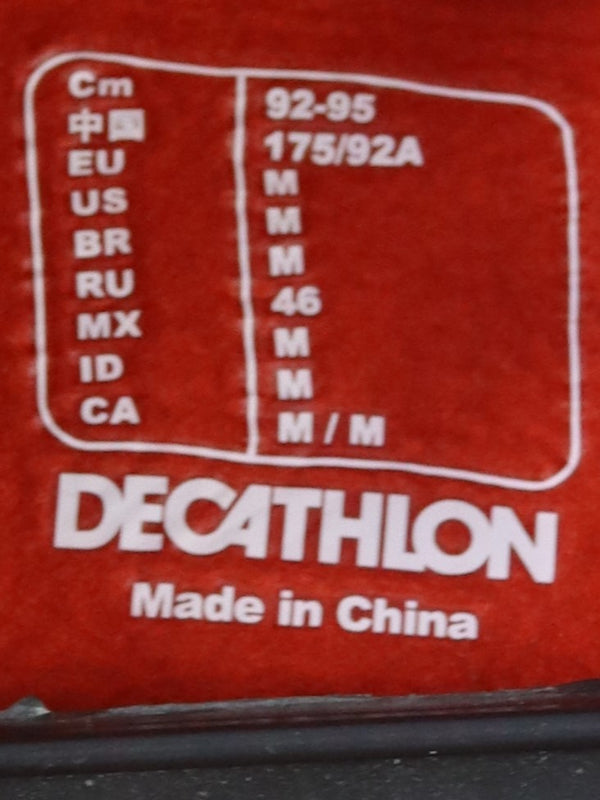 Cm 92-95
中国 175/92A
EU M
US M
BR M
RU 46
MX M
ID M
CA M / M
DECATHLON
Made in China